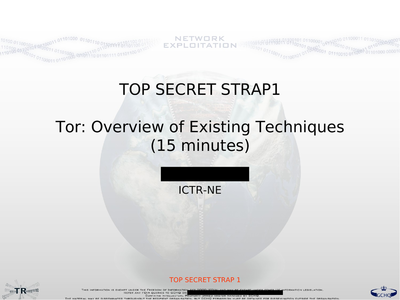 NETWORK
EXPLOITATION
TOP SECRET STRAP1
Tor: Overview of Existing Techniques
(15 minutes)
ICTR-NE
TOP SECRET STRAP 1
TR
GCHQ